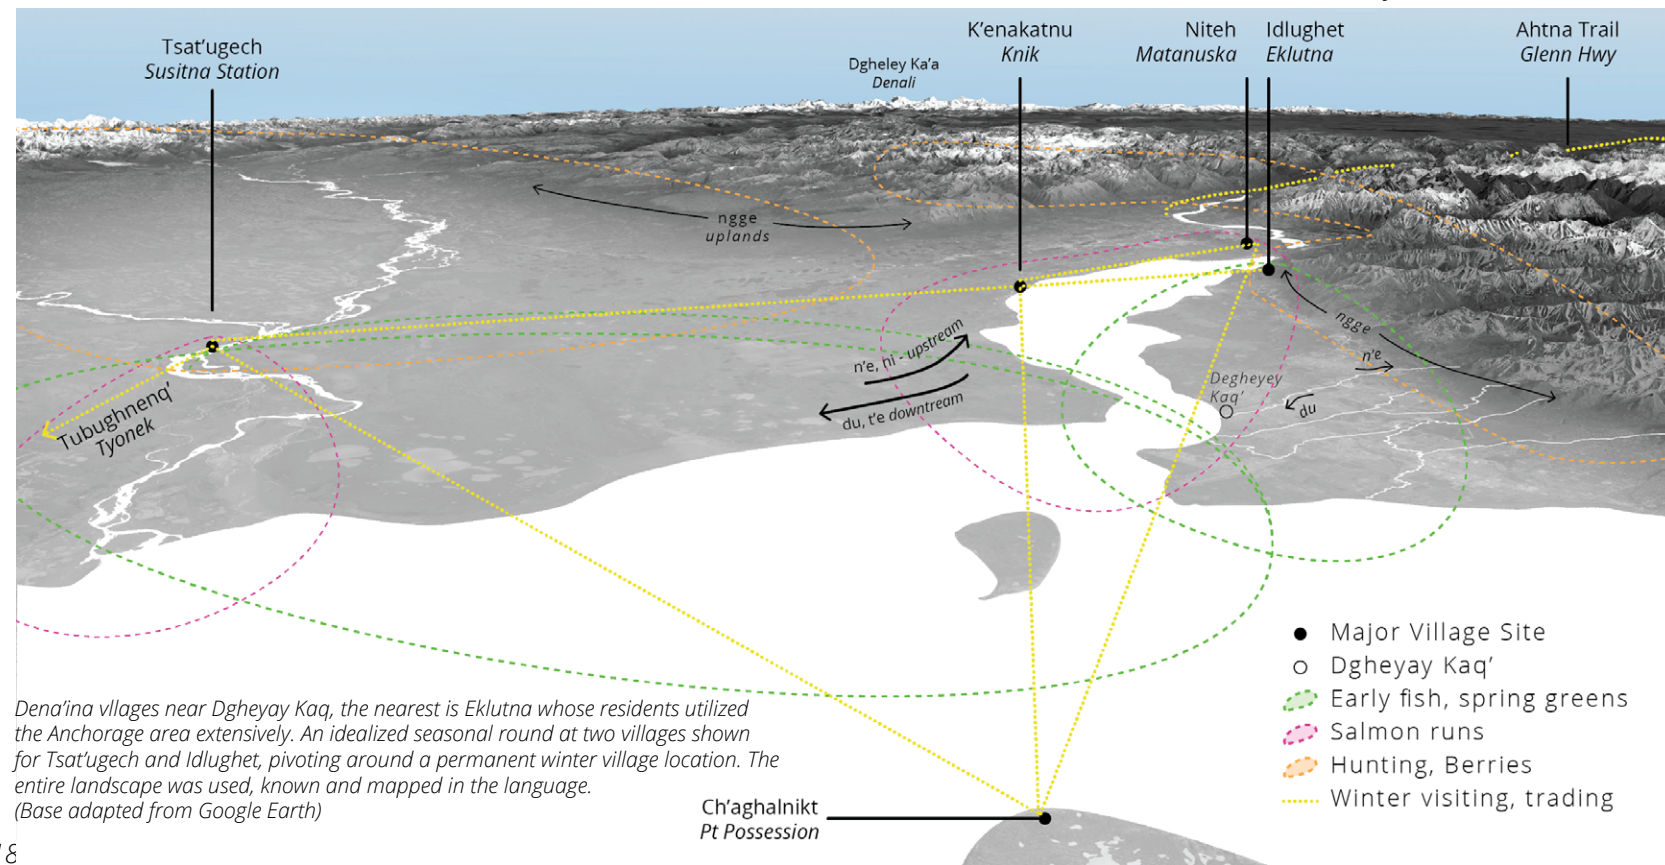 Tsat'ugech
Susitna Station
Dgheley Ka'a
Denali
K'enakatnu
Knik
Niteh
Matanuska
Idlughet
Eklutna
Ahtna Trail
Glenn Hwy
ngge
uplands
n'e, hi - upstream
du, t'e downtream
Degheyey
Kaq'
ngge
n'e
du
Tubughnenq'
Tyonek
Major Village Site
Dgheyay Kaq'
Early fish, spring greens
Salmon runs
Hunting, Berries
Winter visiting, trading
Dena'ina vllages near Dgheyay Kaq, the nearest is Eklutna whose residents utilized
the Anchorage area extensively. An idealized seasonal round at two villages shown
for Tsat'ugech and Idlughet, pivoting around a permanent winter village location. The
entire landscape was used, known and mapped in the language.
(Base adapted from Google Earth)
Ch'aghalnikt
Pt Possession